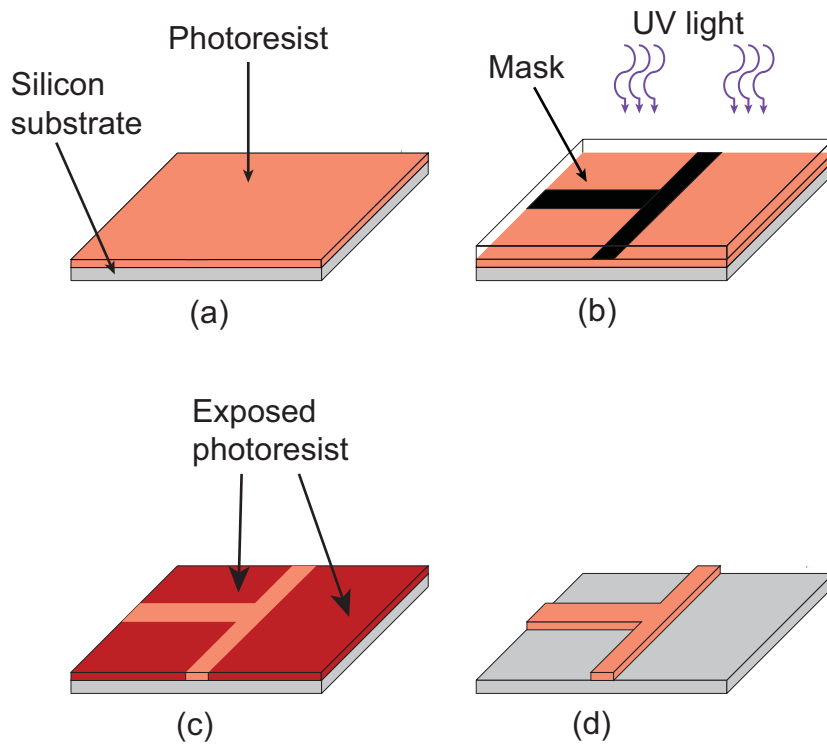 Photoresist
Silicon
substrate
(a)
UV light
Mask
(b)
Exposed
photoresist
(c)
(d)